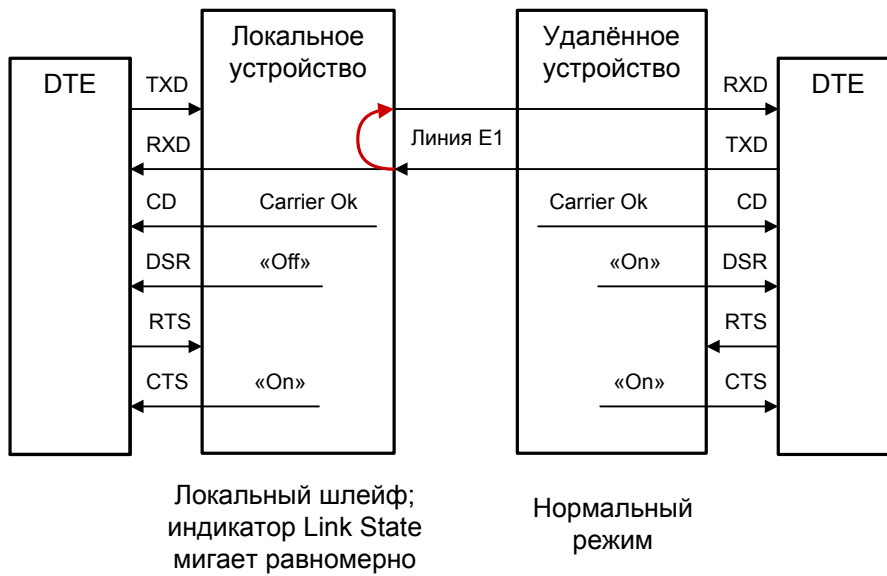 Локальное
устройство
Удалённое
устройство
DTE
TXD
RXD
DTE
RXD
Линия E1
TXD
CD
Carrier Ok
Carrier Ok
CD
DSR
«Off»
«On»
DSR
RTS
RTS
CTS
«On»
«On»
CTS
Локальный шлейф;
индикатор Link State
мигает равномерно
Нормальный
режим